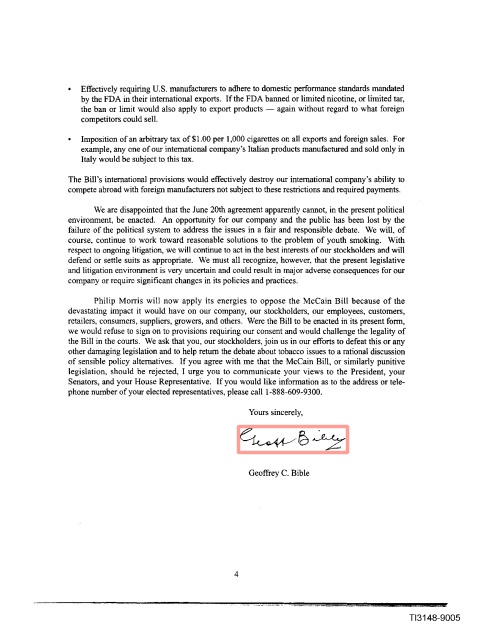 • Effectively requiring U.S. manufacturers to adhere to domestic performance standards mandated
by the FDA in their international exports. If the FDA banned or limited nicotine, or limited tar,
the ban or limit would also apply to export products — again without regard to what foreign
competitors could sell.
• Imposition of an arbitrary tax of $1.00 per 1,000 cigarettes on all exports and foreign sales. For
example, any one of our international company's Italian products manufactured and sold only in
Italy would be subject to this tax.
The Bill's international provisions would effectively destroy our international company's ability to
compete abroad with foreign manufacturers not subject to these restrictions and required payments.
We are disappointed that the June 20th agreement apparently cannot, in the present political
environment, be enacted. An opportunity for our company and the public has been lost by the
failure of the political system to address the issues in a fair and responsible debate. We will, of
course, continue to work toward reasonable solutions to the problem of youth smoking. With
respect to ongoing litigation, we will continue to act in the best interests of our stockholders and will
defend or settle suits as appropriate. We must all recognize, however, that the present legislative
and litigation environment is very uncertain and could result in major adverse consequences for our
company or require significant changes in its policies and practices.
Philip Morris will now apply its energies to oppose the McCain Bill because of the
devastating impact it would have on our company, our stockholders, our employees, customers,
retailers, consumers, suppliers, growers, and others. Were the Bill to be enacted in its present form,
we would refuse to sign on to provisions requiring our consent and would challenge the legality of
the Bill in the courts. We ask that you, our stockholders, join us in our efforts to defeat this or any
other damaging legislation and to help return the debate about tobacco issues to a rational discussion
of sensible policy alternatives. If you agree with me that the McCain Bill, or similarly punitive
legislation, should be rejected, I urge you to communicate your views to the President, your
Senators, and your House Representative. If you would like information as to the address or tele-
phone number of your elected representatives, please call 1-888-609-9300.
Yours sincerely,
Geoff Bible
Geoffrey C. Bible
4
TI3148-9005